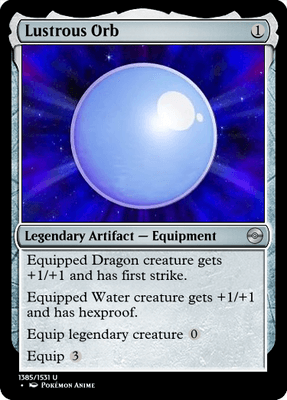 Lustrous Orb 1
Legendary Artifact — Equipment
Equipped Dragon creature gets
+1/+1 and has first strike.
Equipped Water creature gets +1/+1
and has hexproof.
Equip legendary creature 0
Equip 3
1385/1531 U
• Pokémon Anime